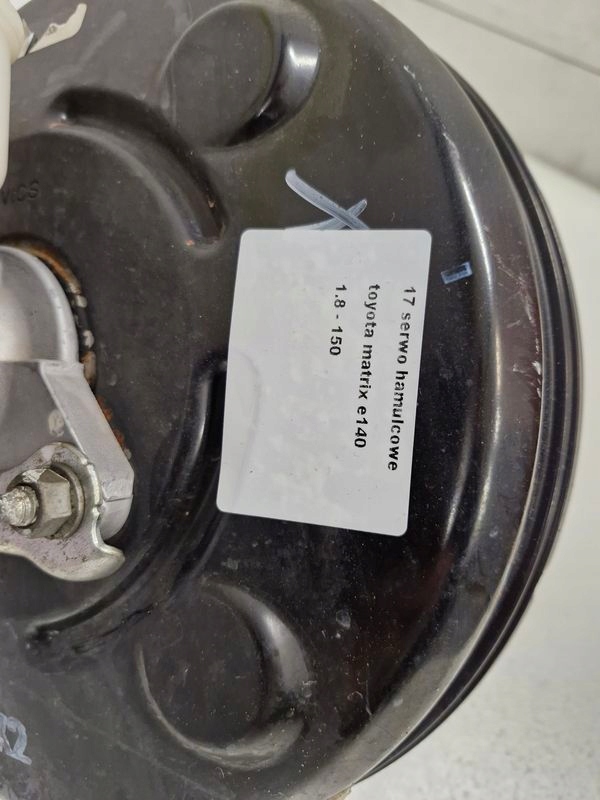 17 serwo hamulcowe
toyota matrix e140
1.8 - 150